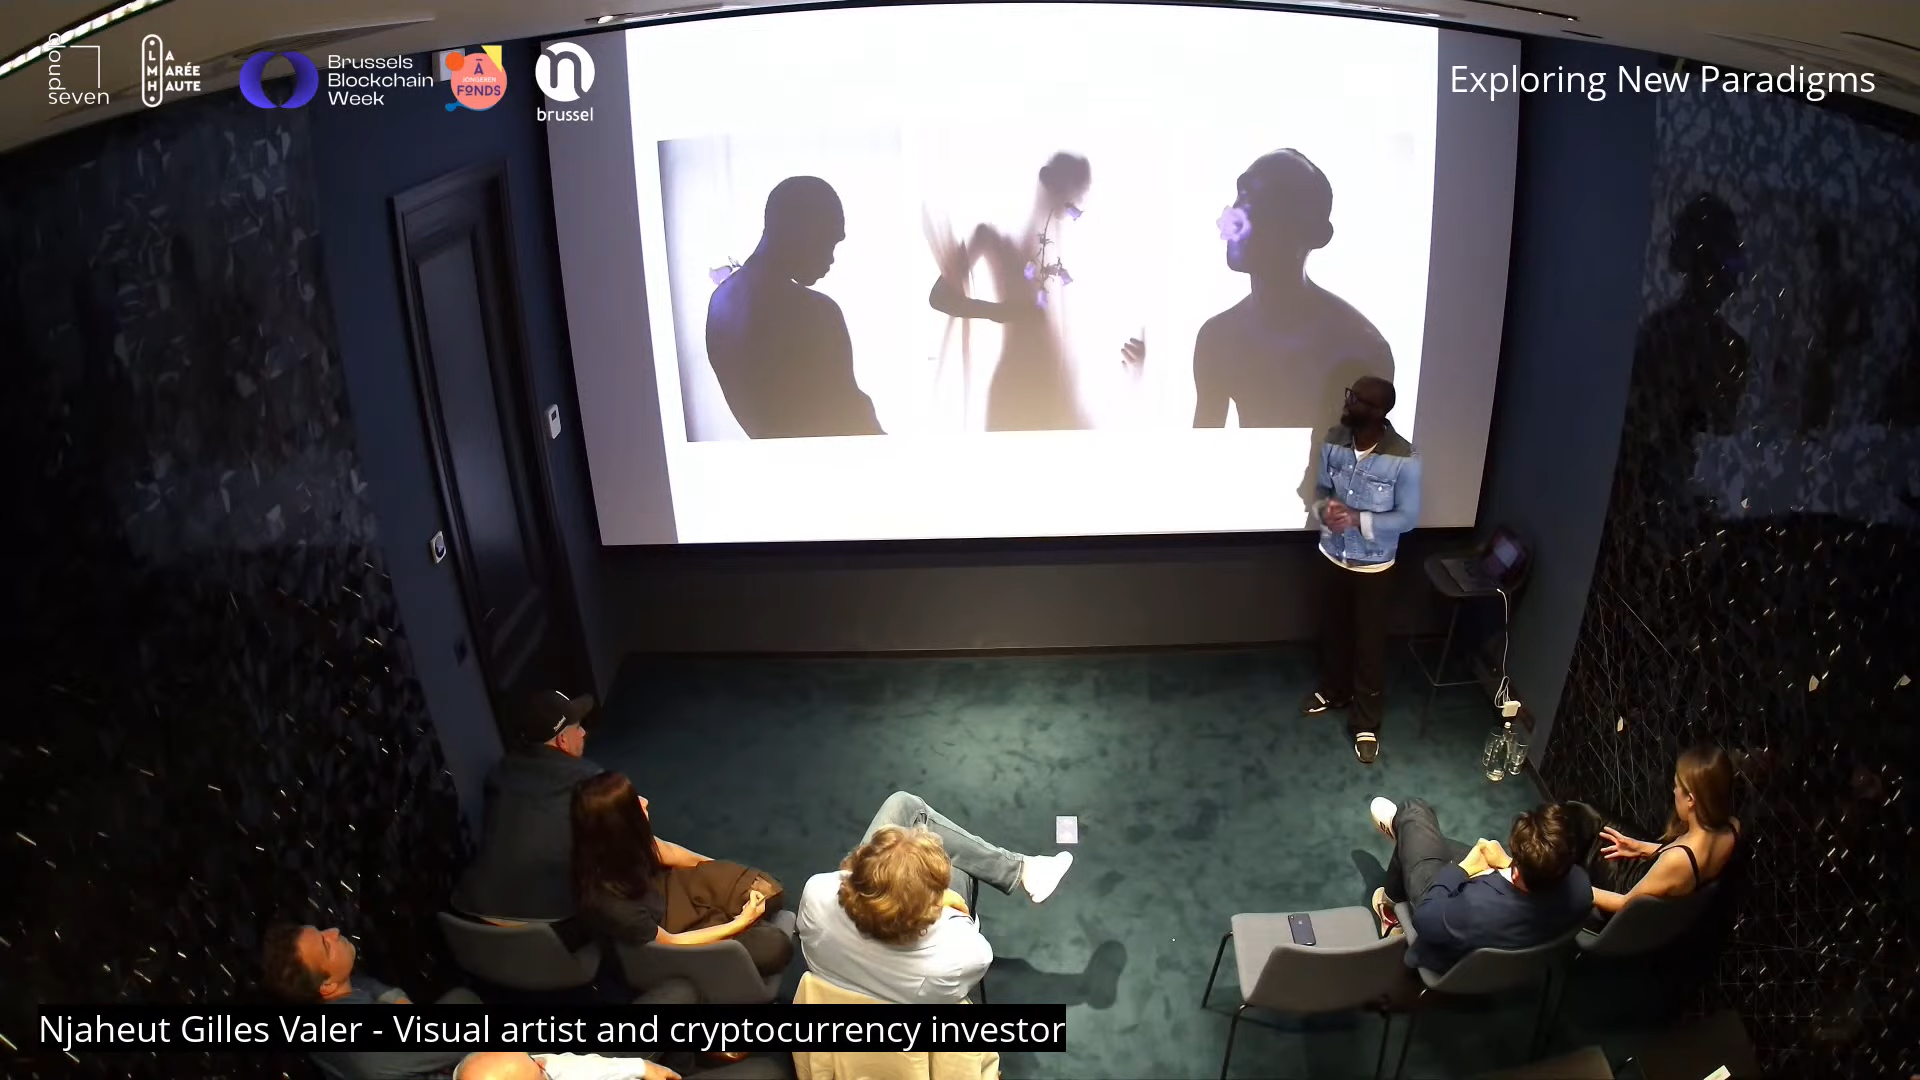 seven
cloud
L
M
H
LA
MARÉE
HAUTE
Brussels
Blockchain
Week
A
JONGEREN
FONDS
n
brussel
Exploring New Paradigms
Njaheut Gilles Valer - Visual artist and cryptocurrency investor